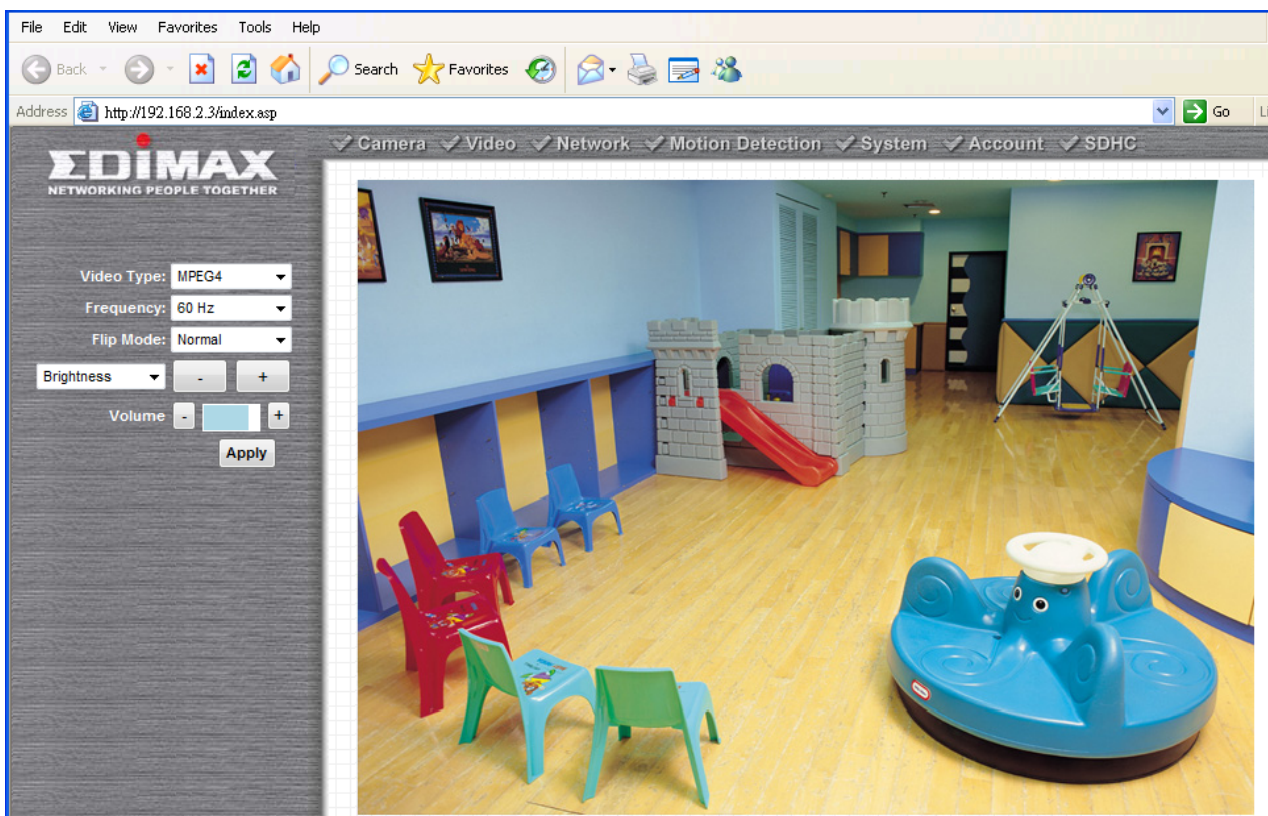 File Edit View Favorites Tools Help
Back Search Favorites
Address http://192.168.2.3/index.asp Go
EDIMAX
NETWORKING PEOPLE TOGETHER
Camera Video Network Motion Detection System Account SDHC
Video Type: MPEG4
Frequency: 60 Hz
Flip Mode: Normal
Brightness - +
Volume - +
Apply